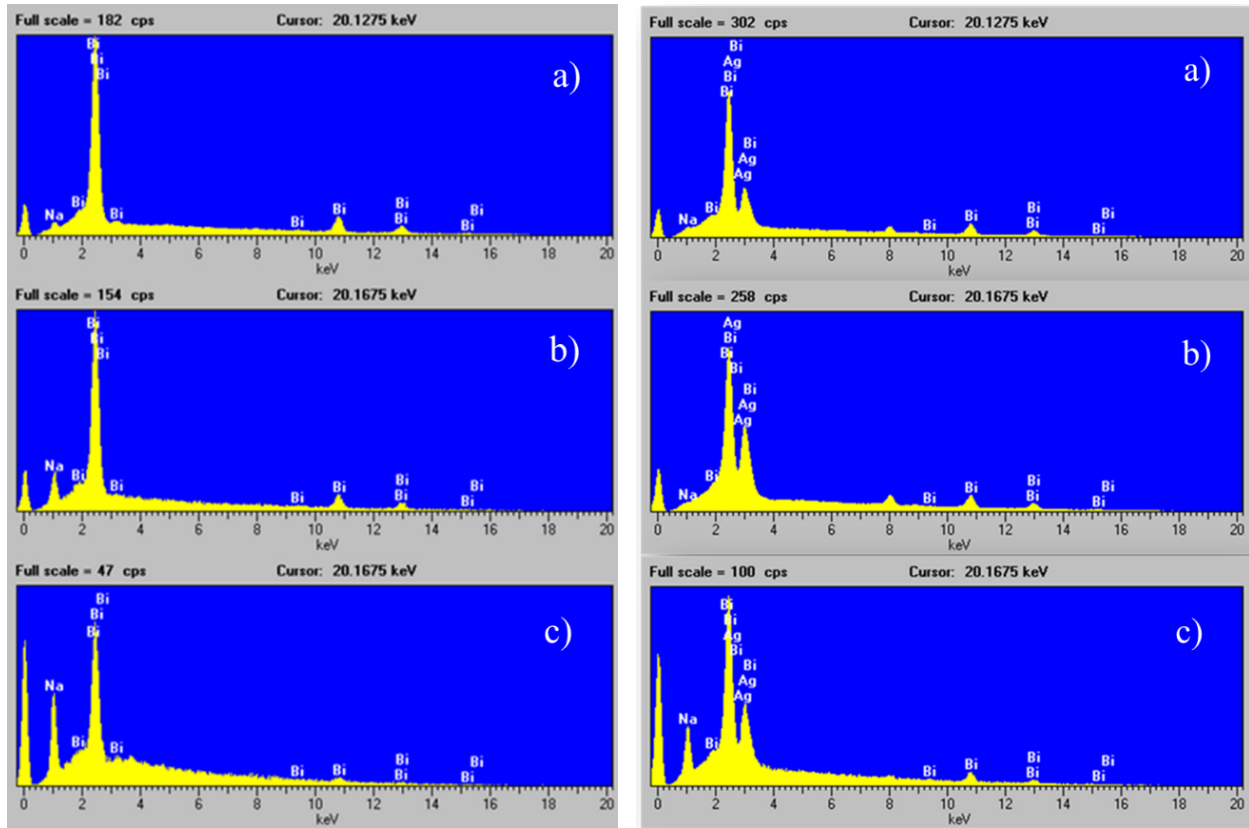 Full scale = 182 cps Cursor: 20.1275 keV
Bi
Bi
Bi
a)
Na Bi Bi Bi Bi Bi
Bi
Bi
Bi
0 2 4 6 8 10 12 14 16 18 20
keV
Full scale = 154 cps Cursor: 20.1675 keV
Bi
Bi
Bi
b)
Na Bi Bi Bi Bi Bi
Bi
Bi
Bi
0 2 4 6 8 10 12 14 16 18 20
keV
Full scale = 47 cps Cursor: 20.1675 keV
Bi
Bi
Bi
c)
Na
Bi Bi Bi Bi Bi
Bi
Bi
Bi
0 2 4 6 8 10 12 14 16 18 20
keV
Full scale = 302 cps Cursor: 20.1275 keV
Bi
Ag
Bi
Bi
a)
Bi
Ag
Ag
Na Bi Bi Bi Bi
Bi
Bi
Bi
0 2 4 6 8 10 12 14 16 18 20
keV
Full scale = 258 cps Cursor: 20.1675 keV
Ag
Bi
Bi
Bi
b)
Bi
Ag
Ag
Na Bi Bi Bi Bi
Bi
Bi
Bi
0 2 4 6 8 10 12 14 16 18 20
keV
Full scale = 100 cps Cursor: 20.1675 keV
Bi
Bi
Ag
Bi
c)
Bi
Ag
Ag
Na
Bi Bi Bi Bi
Bi
Bi
Bi
0 2 4 6 8 10 12 14 16 18 20
keV